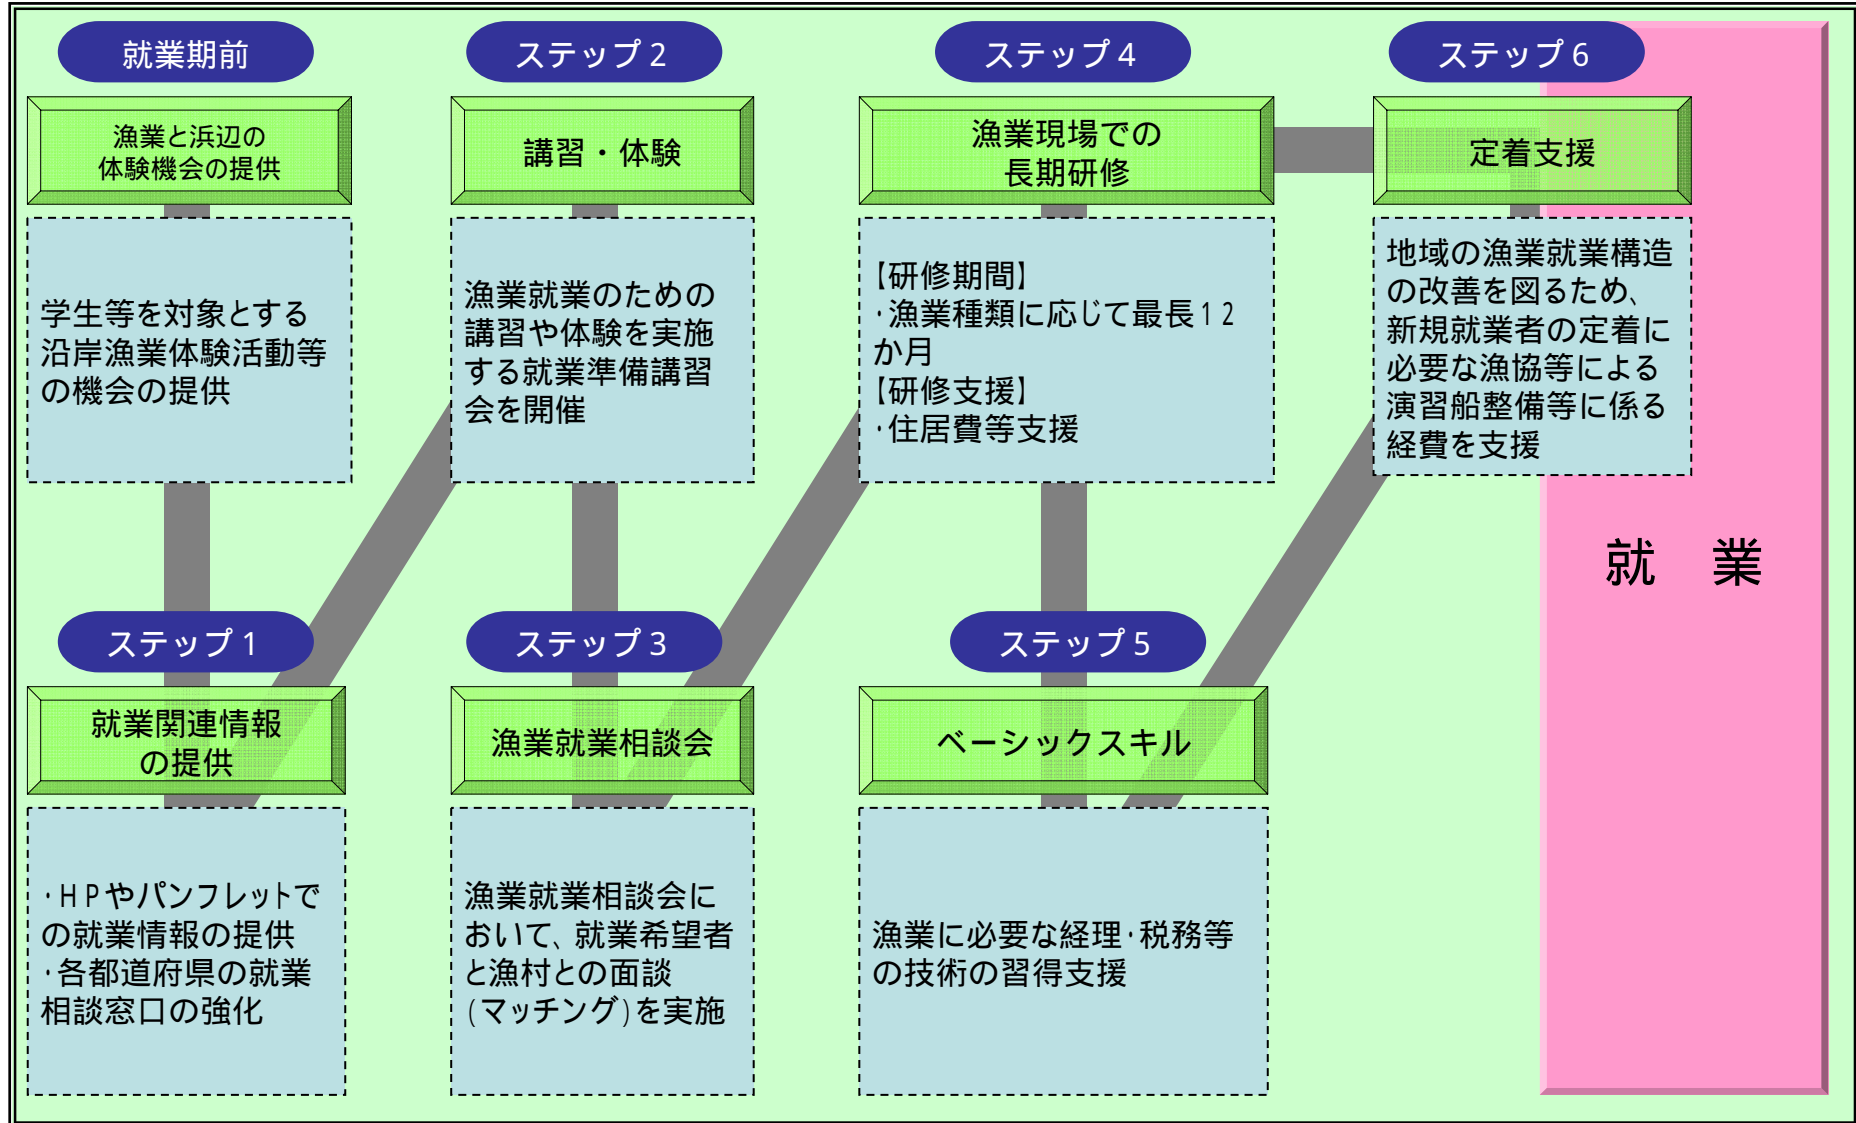 就業期前
漁業と浜辺の
体験機会の提供
学生等を対象とする
沿岸漁業体験活動等
の機会の提供
ステップ1
就業関連情報
の提供
･HPやパンフレットで
の就業情報の提供
･各都道府県の就業
相談窓口の強化
ステップ2
講習・体験
漁業就業のための
講習や体験を実施
する就業準備講習
会を開催
ステップ3
漁業就業相談会
漁業就業相談会に
おいて、就業希望者
と漁村との面談
(マッチング)を実施
ステップ4
漁業現場での
長期研修
【研修期間】
･漁業種類に応じて最長12
か月
【研修支援】
･住居費等支援
ステップ5
ベーシックスキル
漁業に必要な経理･税務等
の技術の習得支援
ステップ6
定着支援
地域の漁業就業構造
の改善を図るため、
新規就業者の定着に
必要な漁協等による
演習船整備等に係る
経費を支援
就　業